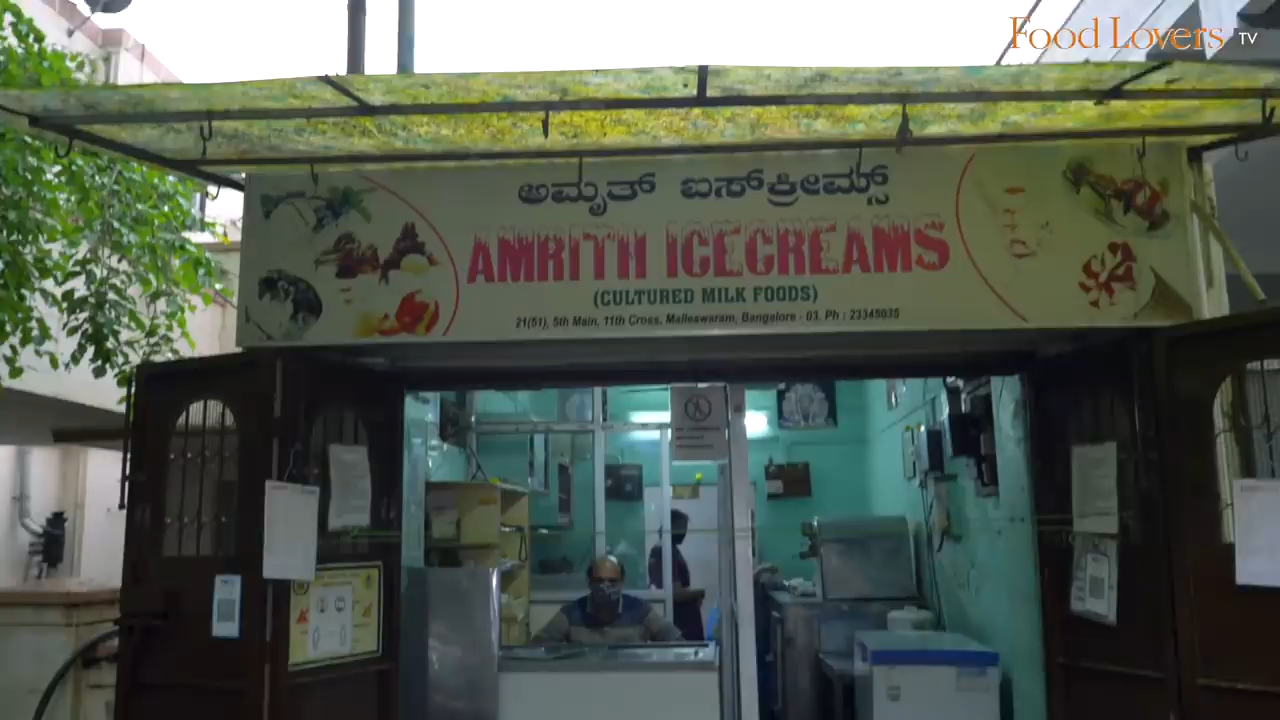 Food Lovers TV
ಅಮೃತ್ ಐಸ್‌ಕ್ರೀಮ್ಸ್
AMRITH ICECREAMS
(CULTURED MILK FOODS)
21(51), 5th Main, 11th Cross, Malleswaram, Bangalore - 03. Ph : 23345035